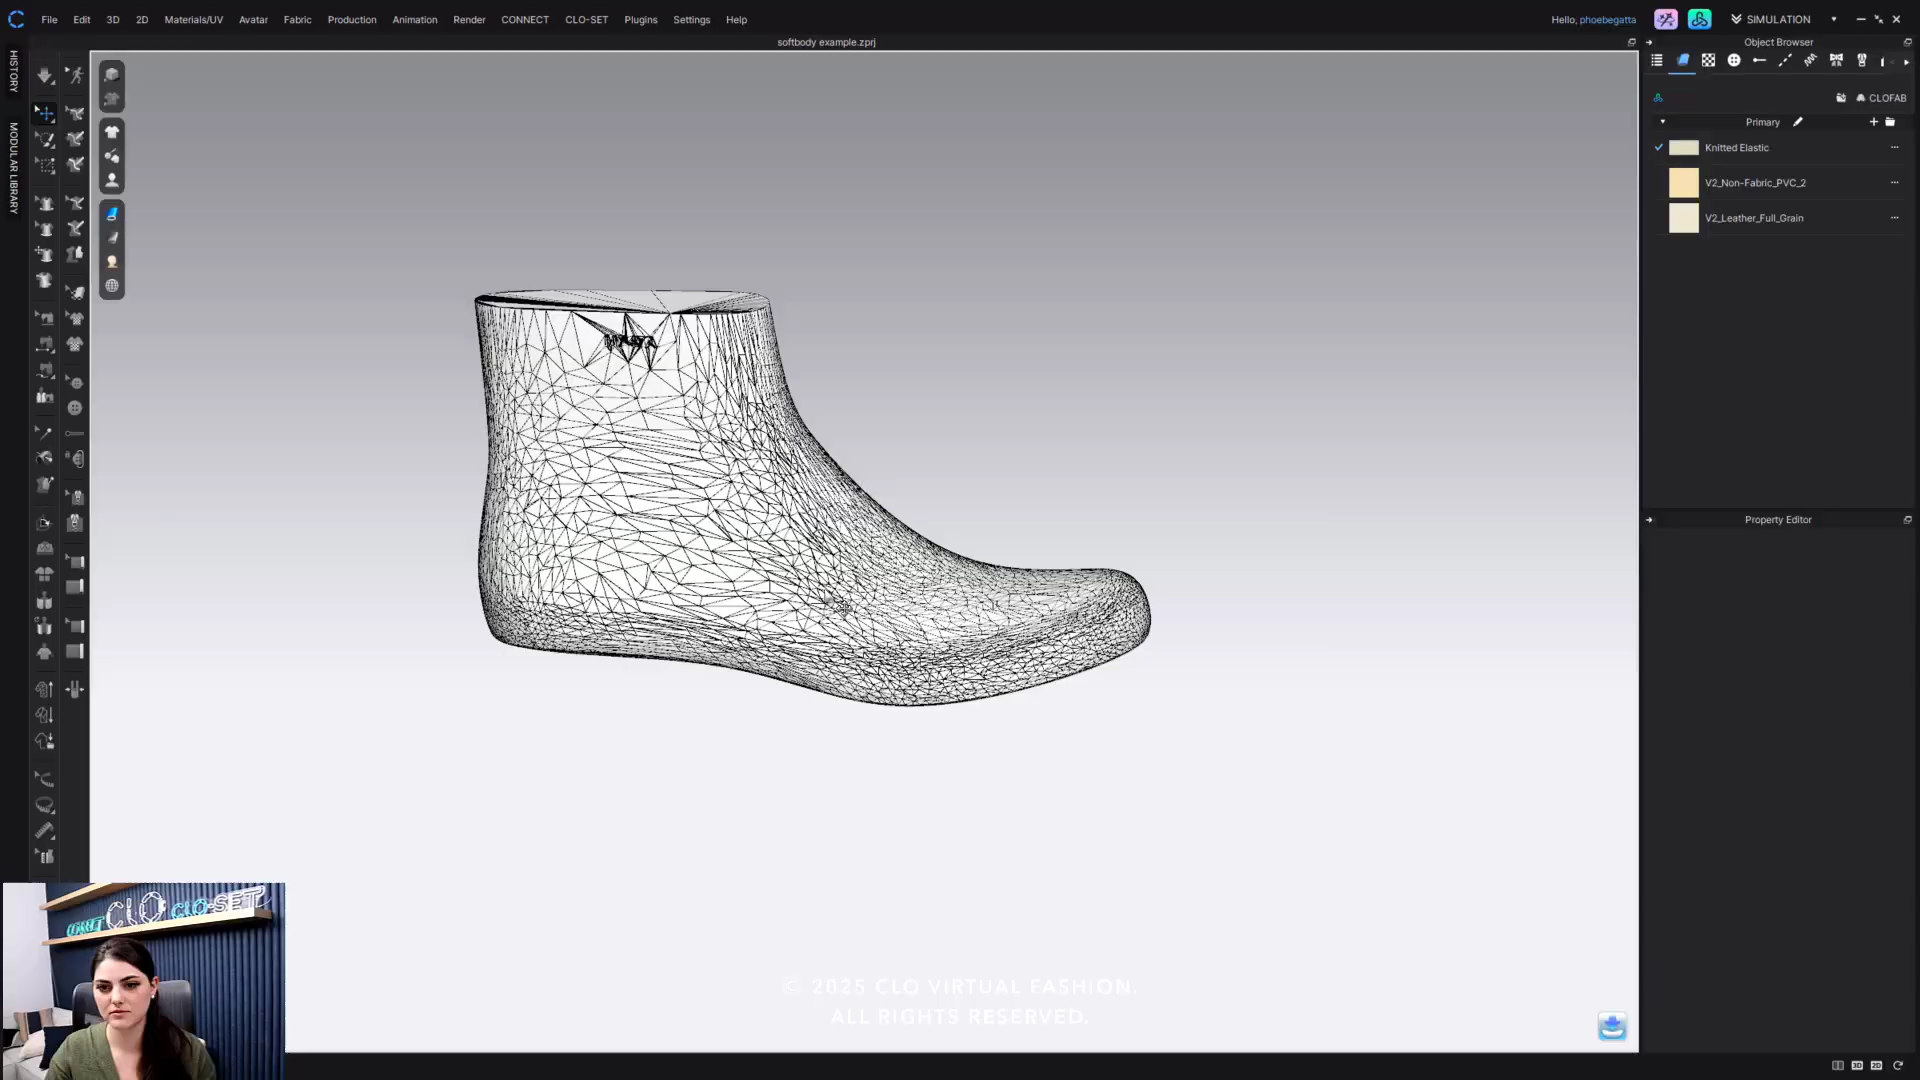 File Edit 3D 2D Materials/UV Avatar Fabric Production Animation Render CONNECT CLO-SET Plugins Settings Help
Hello, phoebegatta
SIMULATION
softbody example.zprj
Object Browser
HISTORY
MODULAR LIBRARY
CLOFAB
Primary
Knitted Elastic
V2_Non-Fabric_PVC_2
V2_Leather_Full_Grain
Property Editor
CLO CLO-SET
© 2025 CLO VIRTUAL FASHION.
ALL RIGHTS RESERVED.
3D 2D